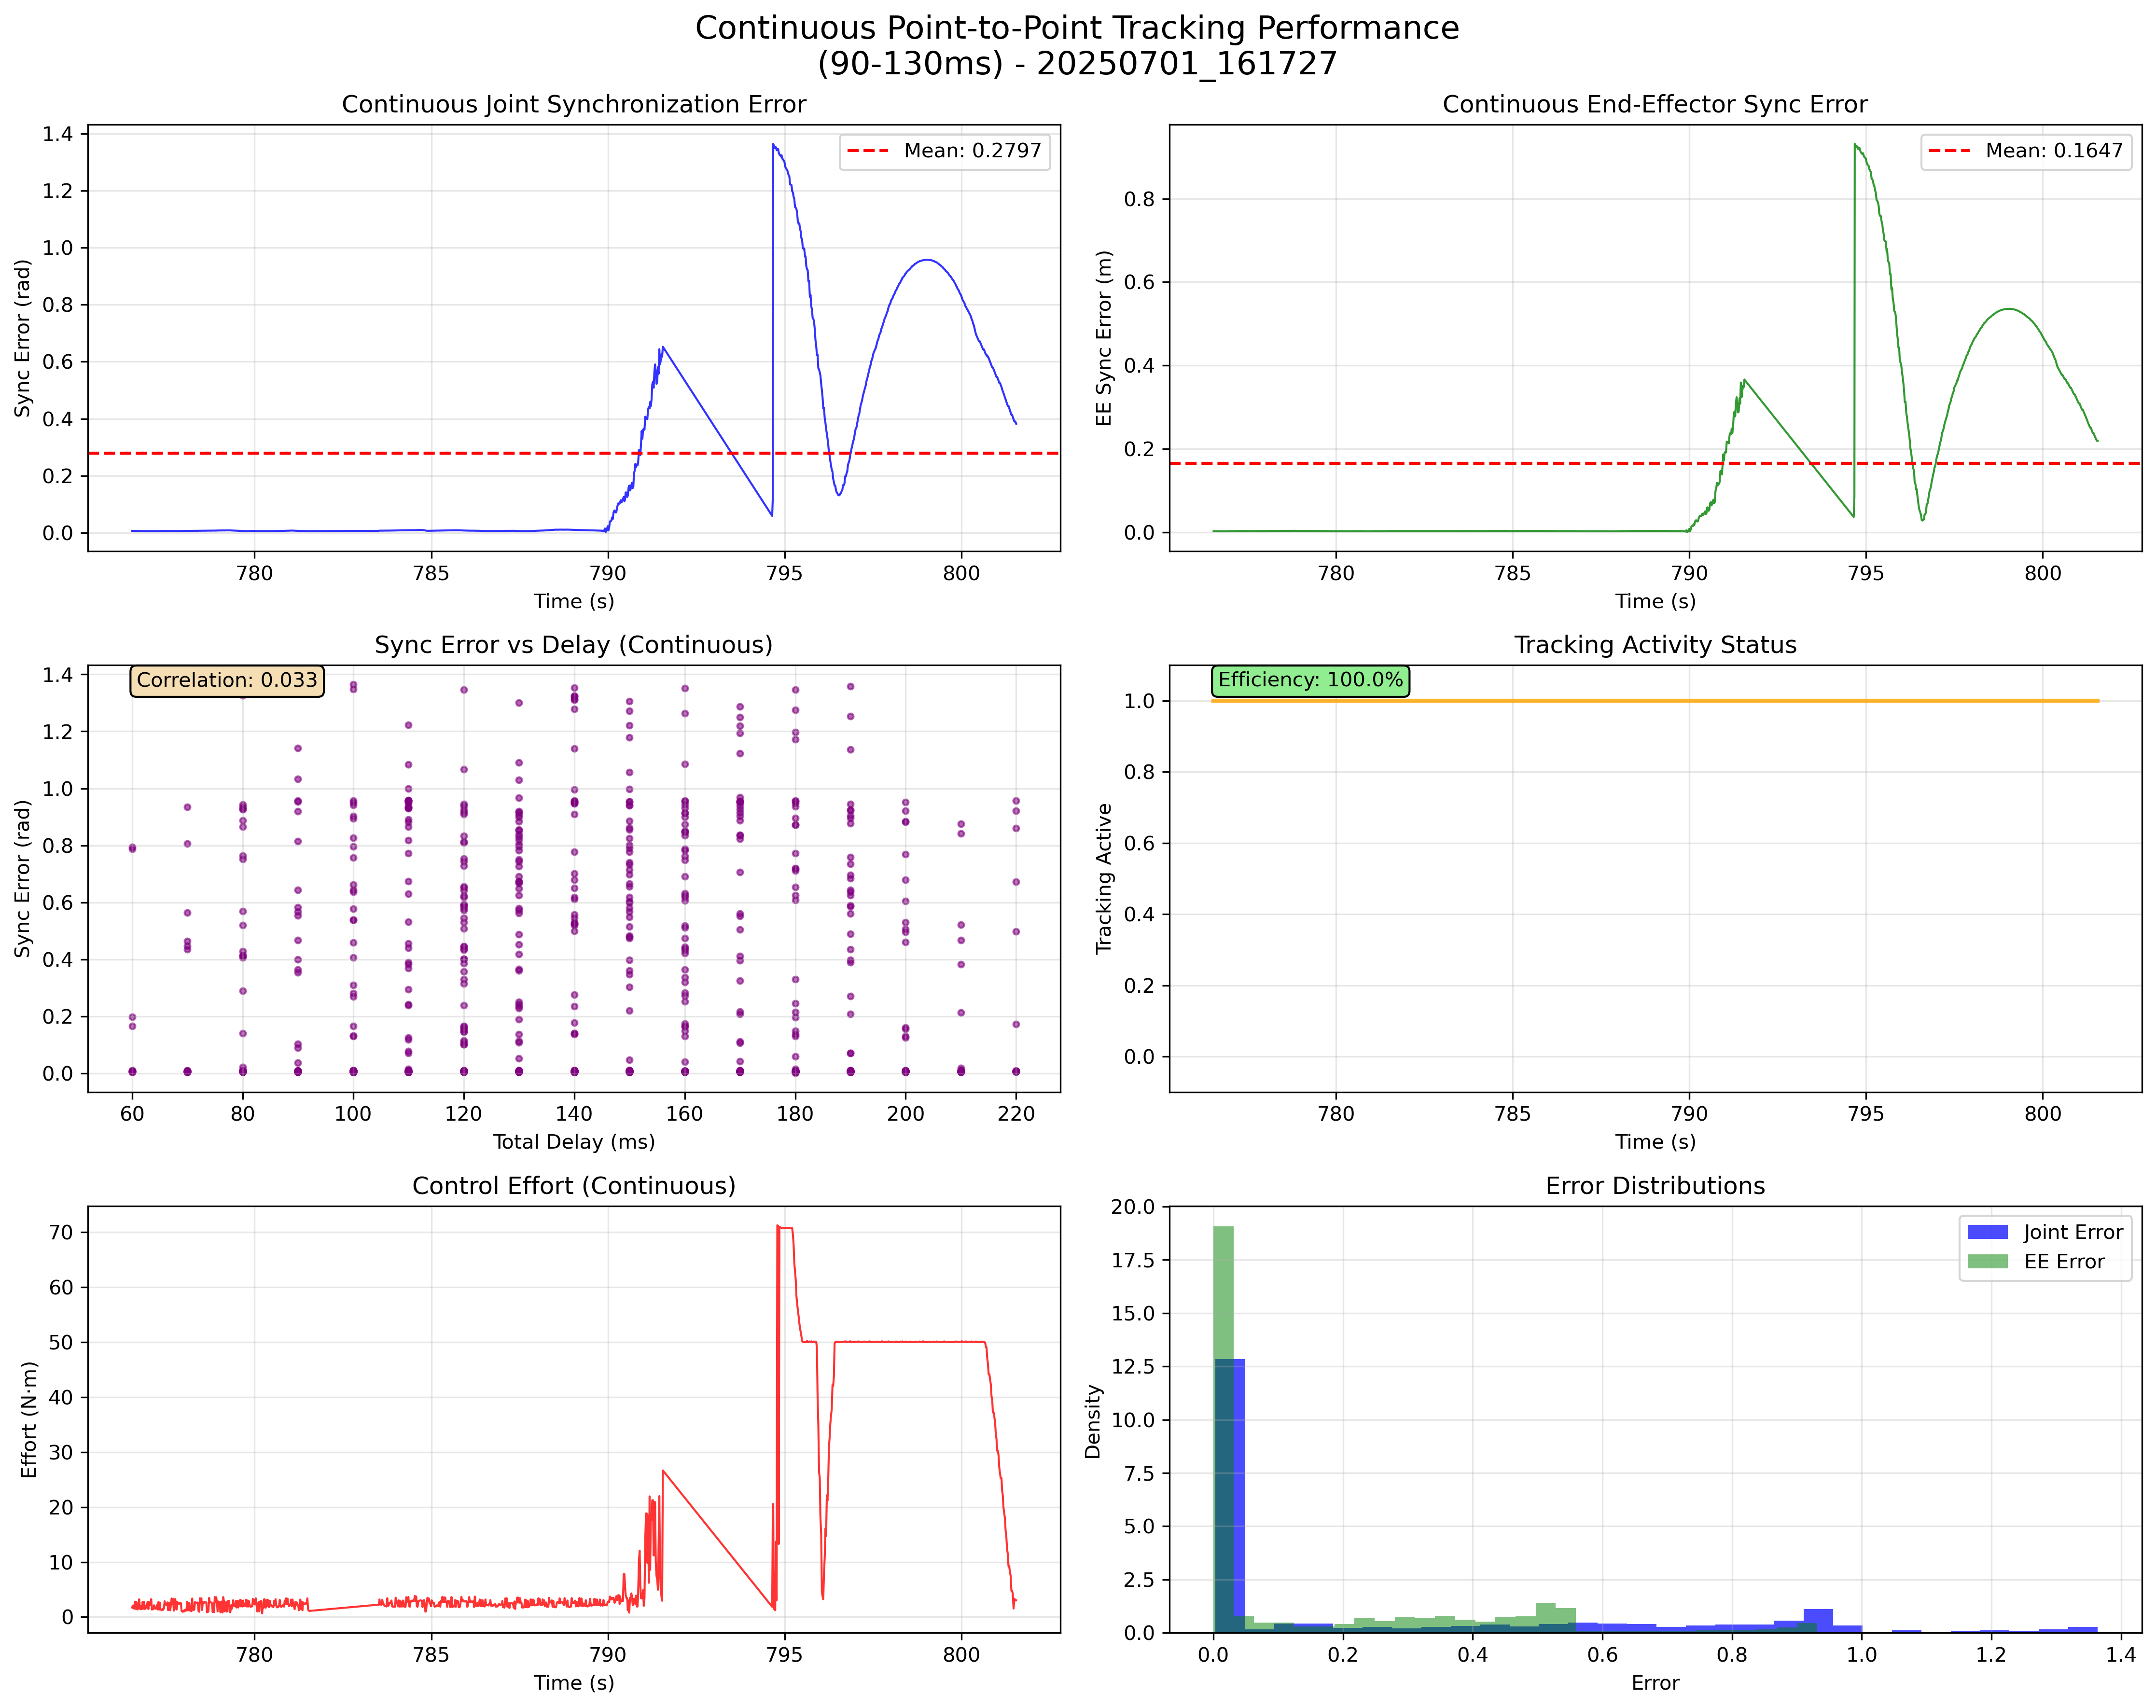 Continuous Point-to-Point Tracking Performance
(90-130ms) - 20250701_161727
Continuous Joint Synchronization Error
Sync Error (rad)
1.4
1.2
1.0
0.8
0.6
0.4
0.2
0.0
Mean: 0.2797
780 785 790 795 800
Time (s)
Continuous End-Effector Sync Error
EE Sync Error (m)
0.8
0.6
0.4
0.2
0.0
Mean: 0.1647
780 785 790 795 800
Time (s)
Sync Error vs Delay (Continuous)
Sync Error (rad)
1.4
1.2
1.0
0.8
0.6
0.4
0.2
0.0
Correlation: 0.033
60 80 100 120 140 160 180 200 220
Total Delay (ms)
Tracking Activity Status
Tracking Active
1.0
0.8
0.6
0.4
0.2
0.0
Efficiency: 100.0%
780 785 790 795 800
Time (s)
Control Effort (Continuous)
Effort (N·m)
70
60
50
40
30
20
10
0
780 785 790 795 800
Time (s)
Error Distributions
Density
20.0
17.5
15.0
12.5
10.0
7.5
5.0
2.5
0.0
Joint Error
EE Error
0.0 0.2 0.4 0.6 0.8 1.0 1.2 1.4
Error